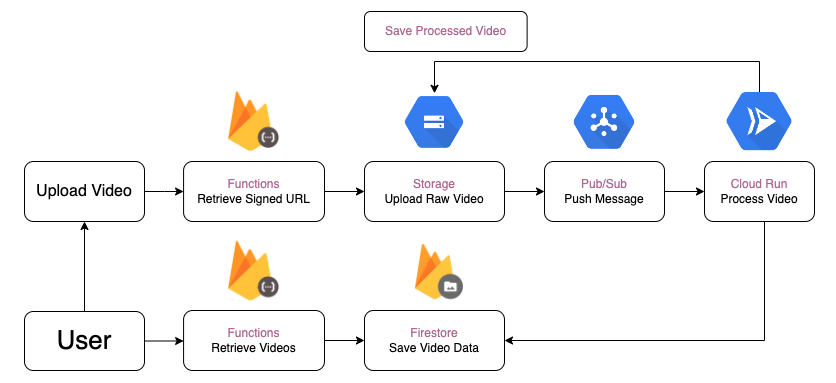 Save Processed Video
Upload Video
Functions
Retrieve Signed URL
Storage
Upload Raw Video
Pub/Sub
Push Message
Cloud Run
Process Video
User
Functions
Retrieve Videos
Firestore
Save Video Data